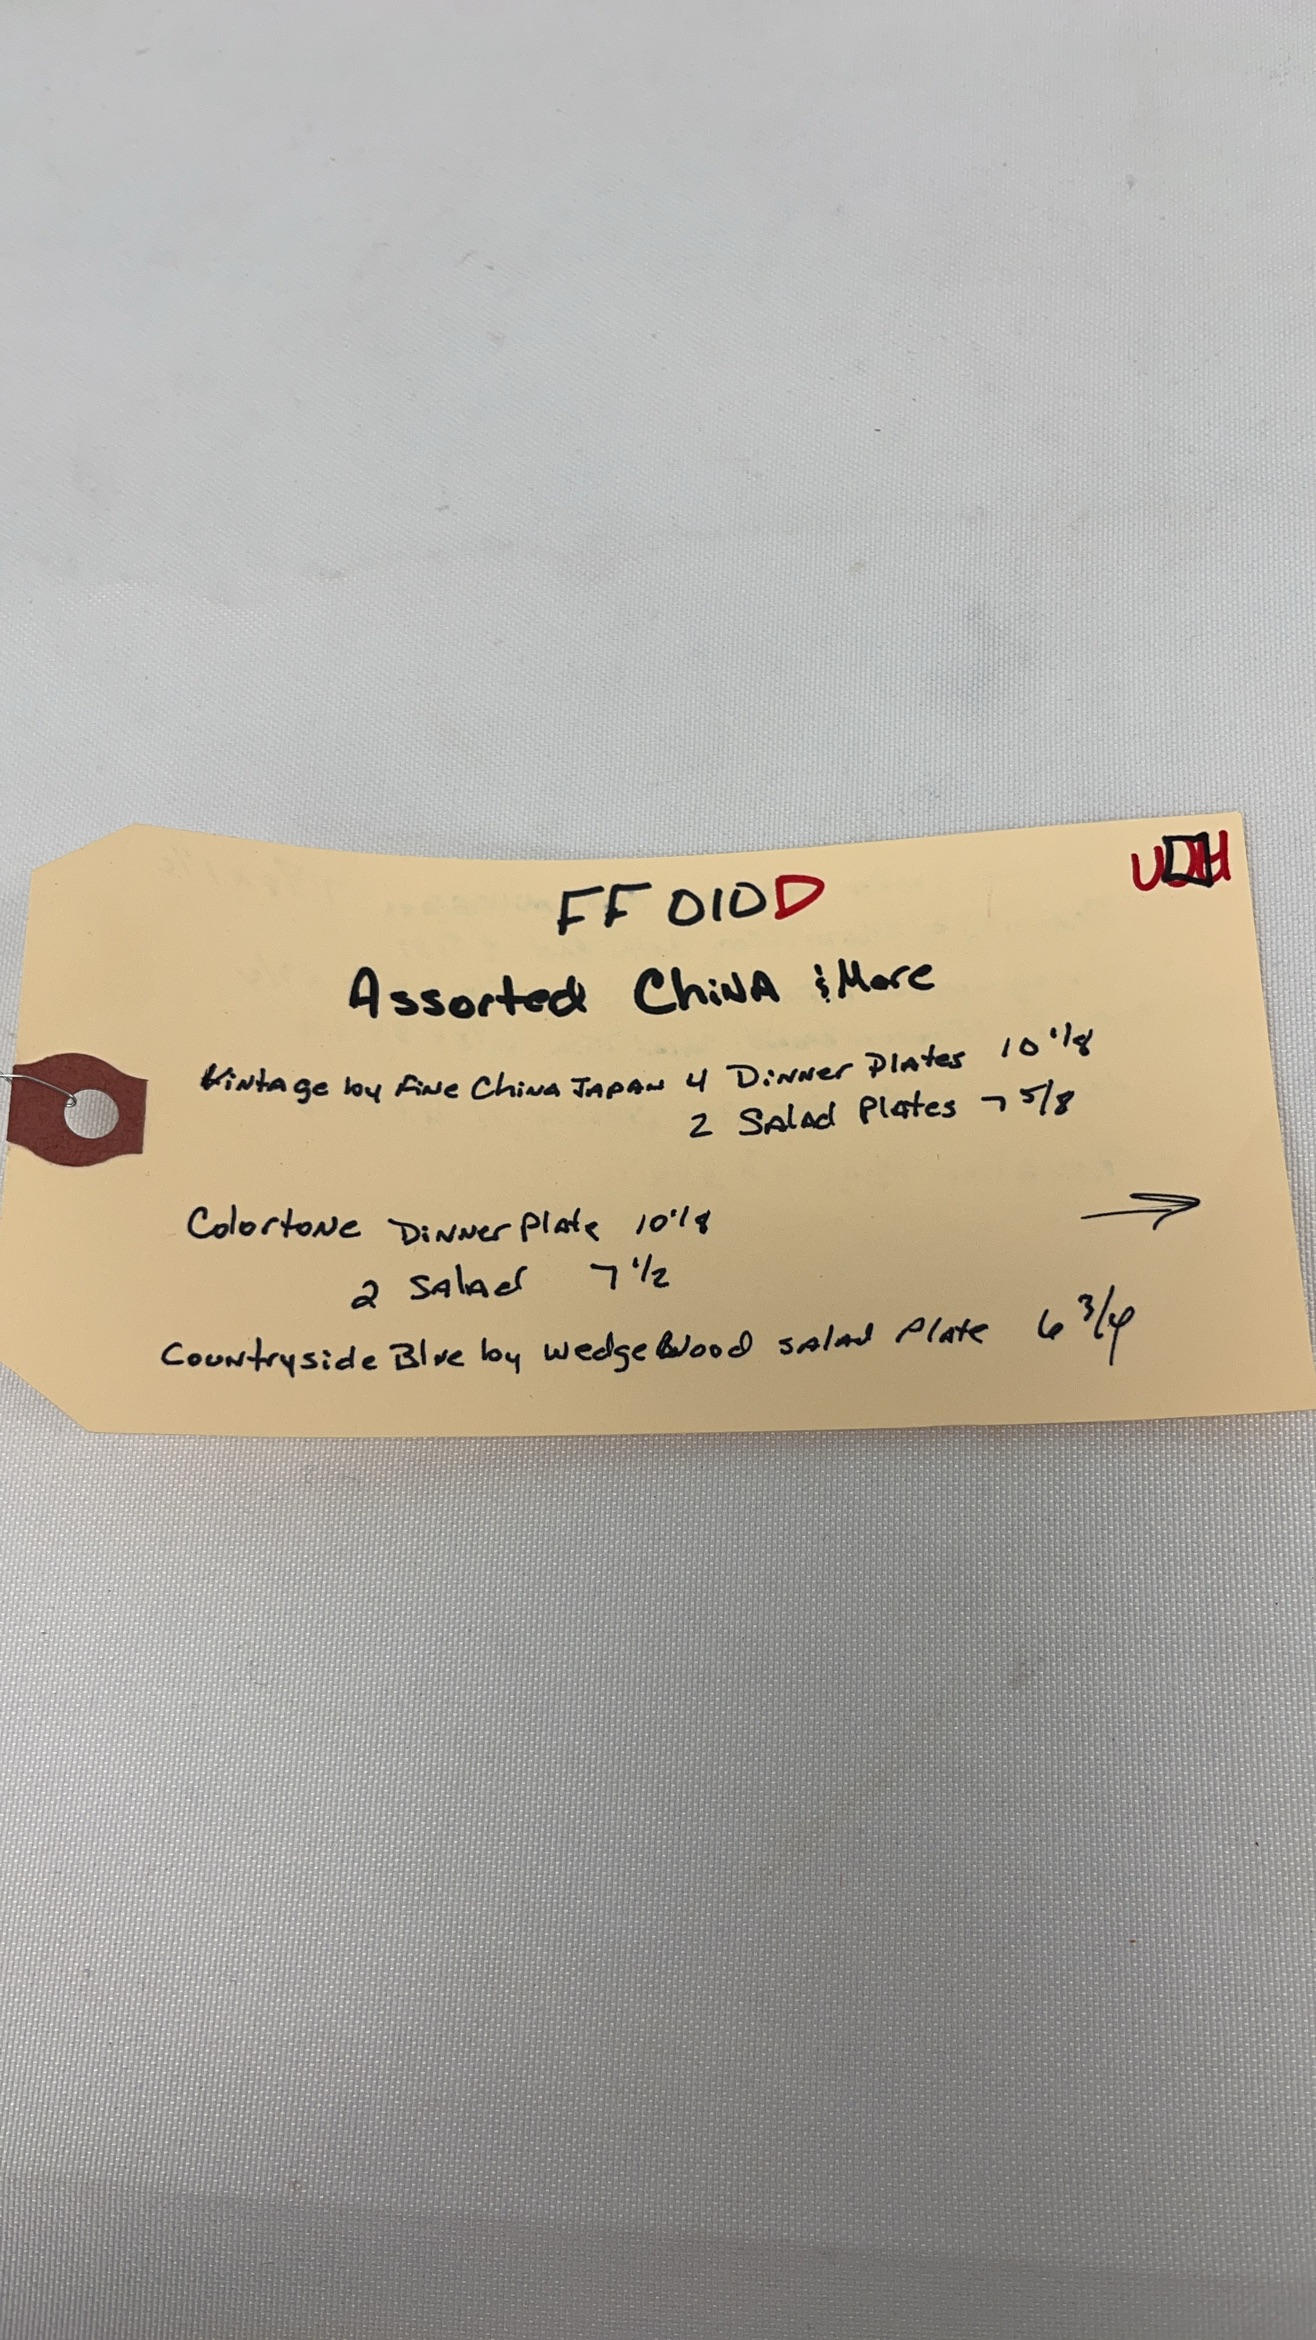 FF 010D
Assorted China & More
Vintage by Fine China Japan 4 Dinner Plates 10 1/8
2 Salad Plates 7 5/8
Colortone Dinner Plate 10 1/8
2 Salad 7 1/2
Countryside Blue by WedgeWood salad Plate 6 3/4